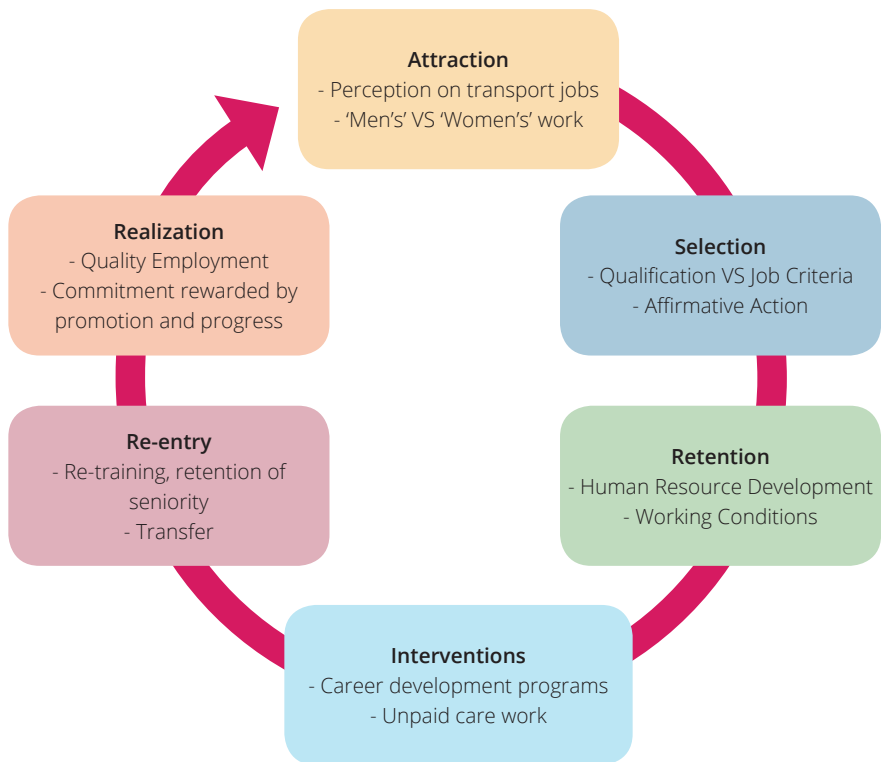 Attraction
- Perception on transport jobs
- ‘Men’s’ VS ‘Women’s’ work
Selection
- Qualification VS Job Criteria
- Affirmative Action
Retention
- Human Resource Development
- Working Conditions
Interventions
- Career development programs
- Unpaid care work
Re-entry
- Re-training, retention of
seniority
- Transfer
Realization
- Quality Employment
- Commitment rewarded by
promotion and progress